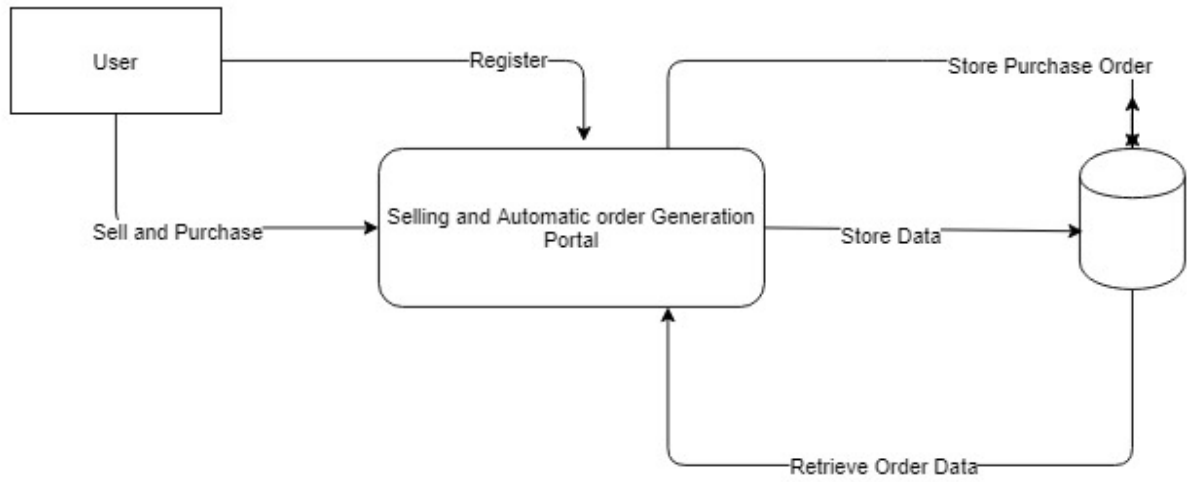 User
Register
Store Purchase Order
Sell and Purchase
Selling and Automatic order Generation
Portal
Store Data
Retrieve Order Data